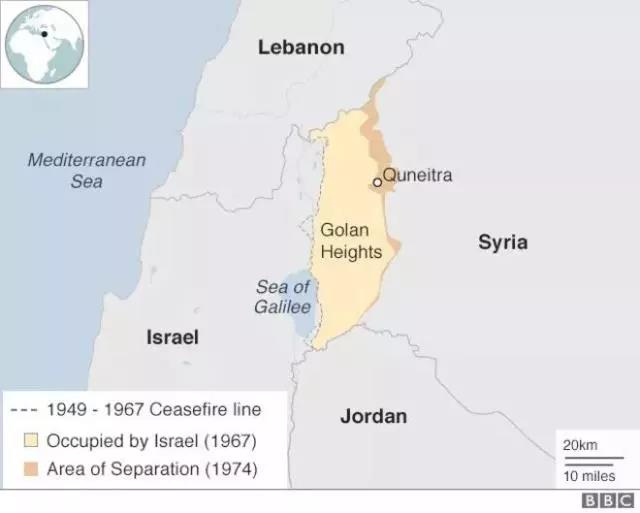 Lebanon
Mediterranean
Sea
Quneitra
Golan
Heights
Syria
Sea of
Galilee
Israel
Jordan
1949 - 1967 Ceasefire line
Occupied by Israel (1967)
Area of Separation (1974)
20km
10 miles
BBC